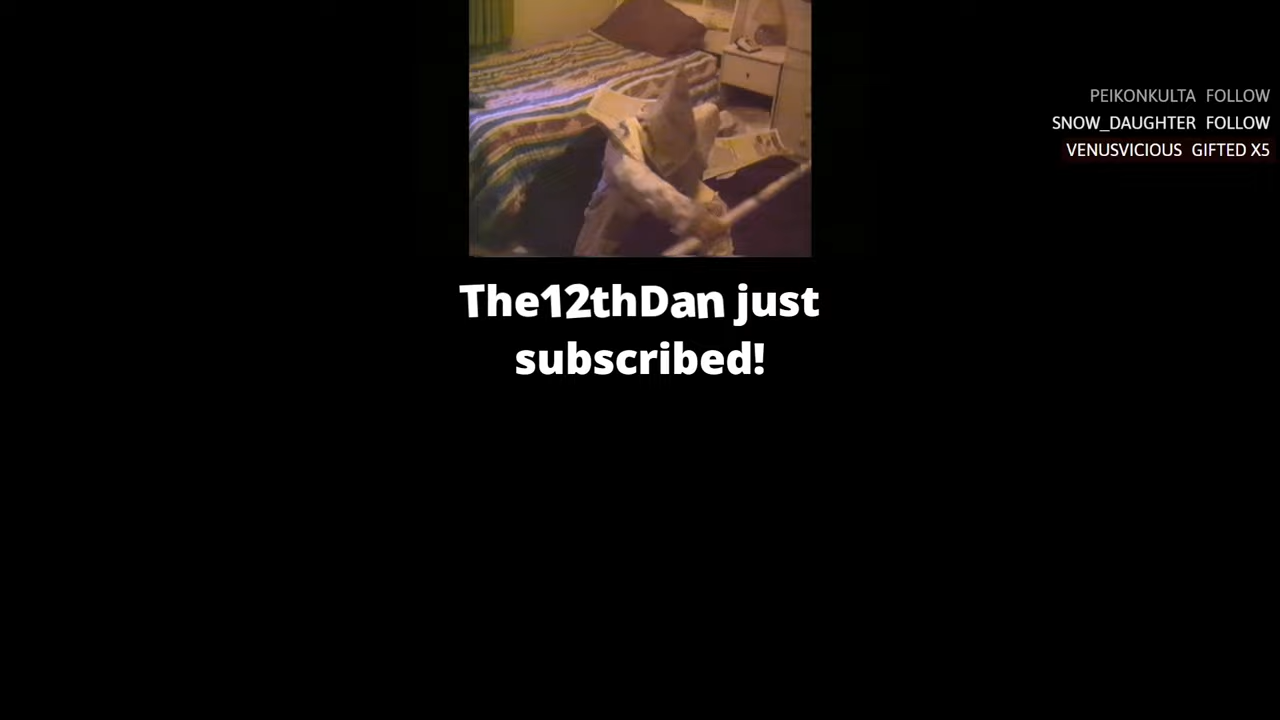 PEIKONKULTA FOLLOW
SNOW_DAUGHTER FOLLOW
VENUSVICIOUS GIFTED X5
The12thDan just
subscribed!